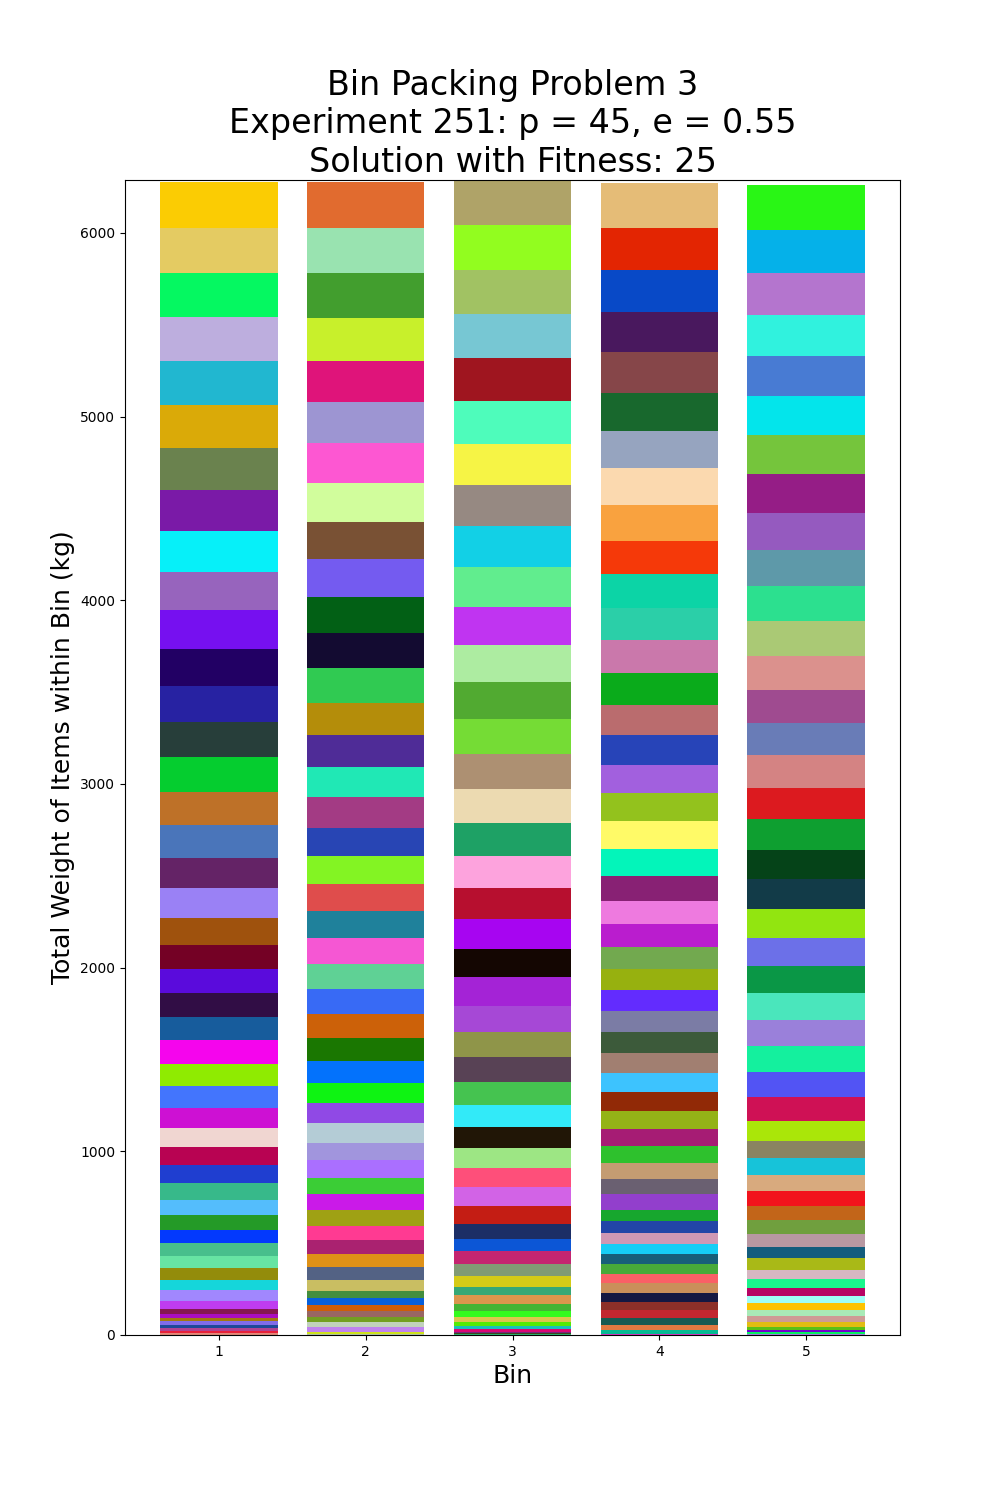 Bin Packing Problem 3
Experiment 251: p = 45, e = 0.55
Solution with Fitness: 25
Total Weight of Items within Bin (kg)
6000
5000
4000
3000
2000
1000
0
1 2 3 4 5
Bin